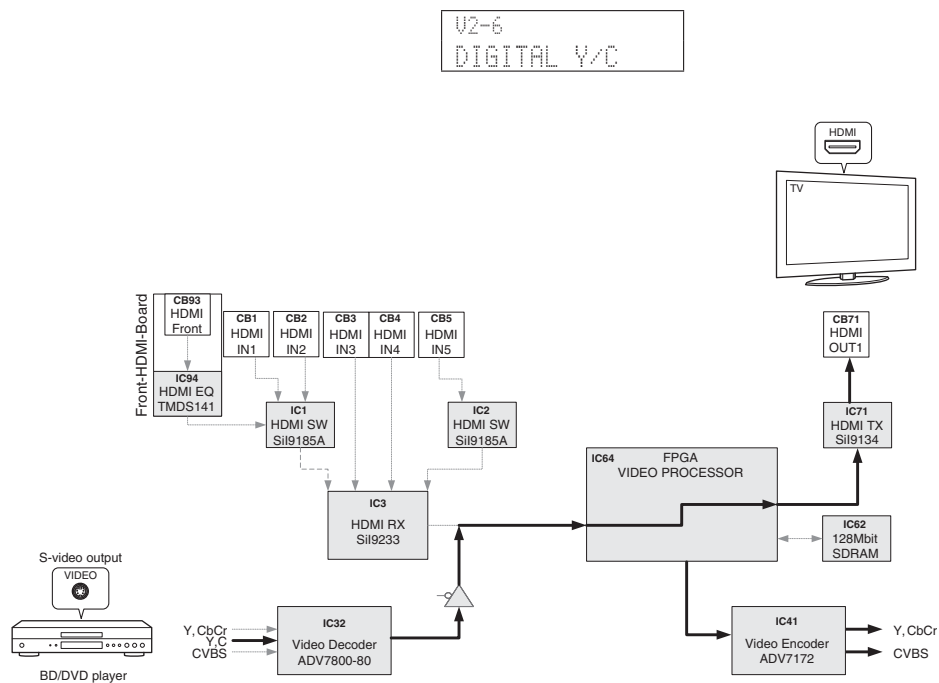 V2-6
DIGITAL Y/C
HDMI
TV
Front-HDMI-Board
CB93
HDMI
Front
IC94
HDMI EQ
TMDS141
CB1
HDMI
IN1
CB2
HDMI
IN2
CB3
HDMI
IN3
CB4
HDMI
IN4
CB5
HDMI
IN5
CB71
HDMI
OUT1
IC1
HDMI SW
SiI9185A
IC2
HDMI SW
SiI9185A
IC71
HDMI TX
SiI9134
IC64
FPGA
VIDEO PROCESSOR
IC3
HDMI RX
SiI9233
IC62
128Mbit
SDRAM
S-video output
VIDEO
BD/DVD player
Y, CbCr
Y,C
CVBS
IC32
Video Decoder
ADV7800-80
IC41
Video Encoder
ADV7172
Y, CbCr
CVBS